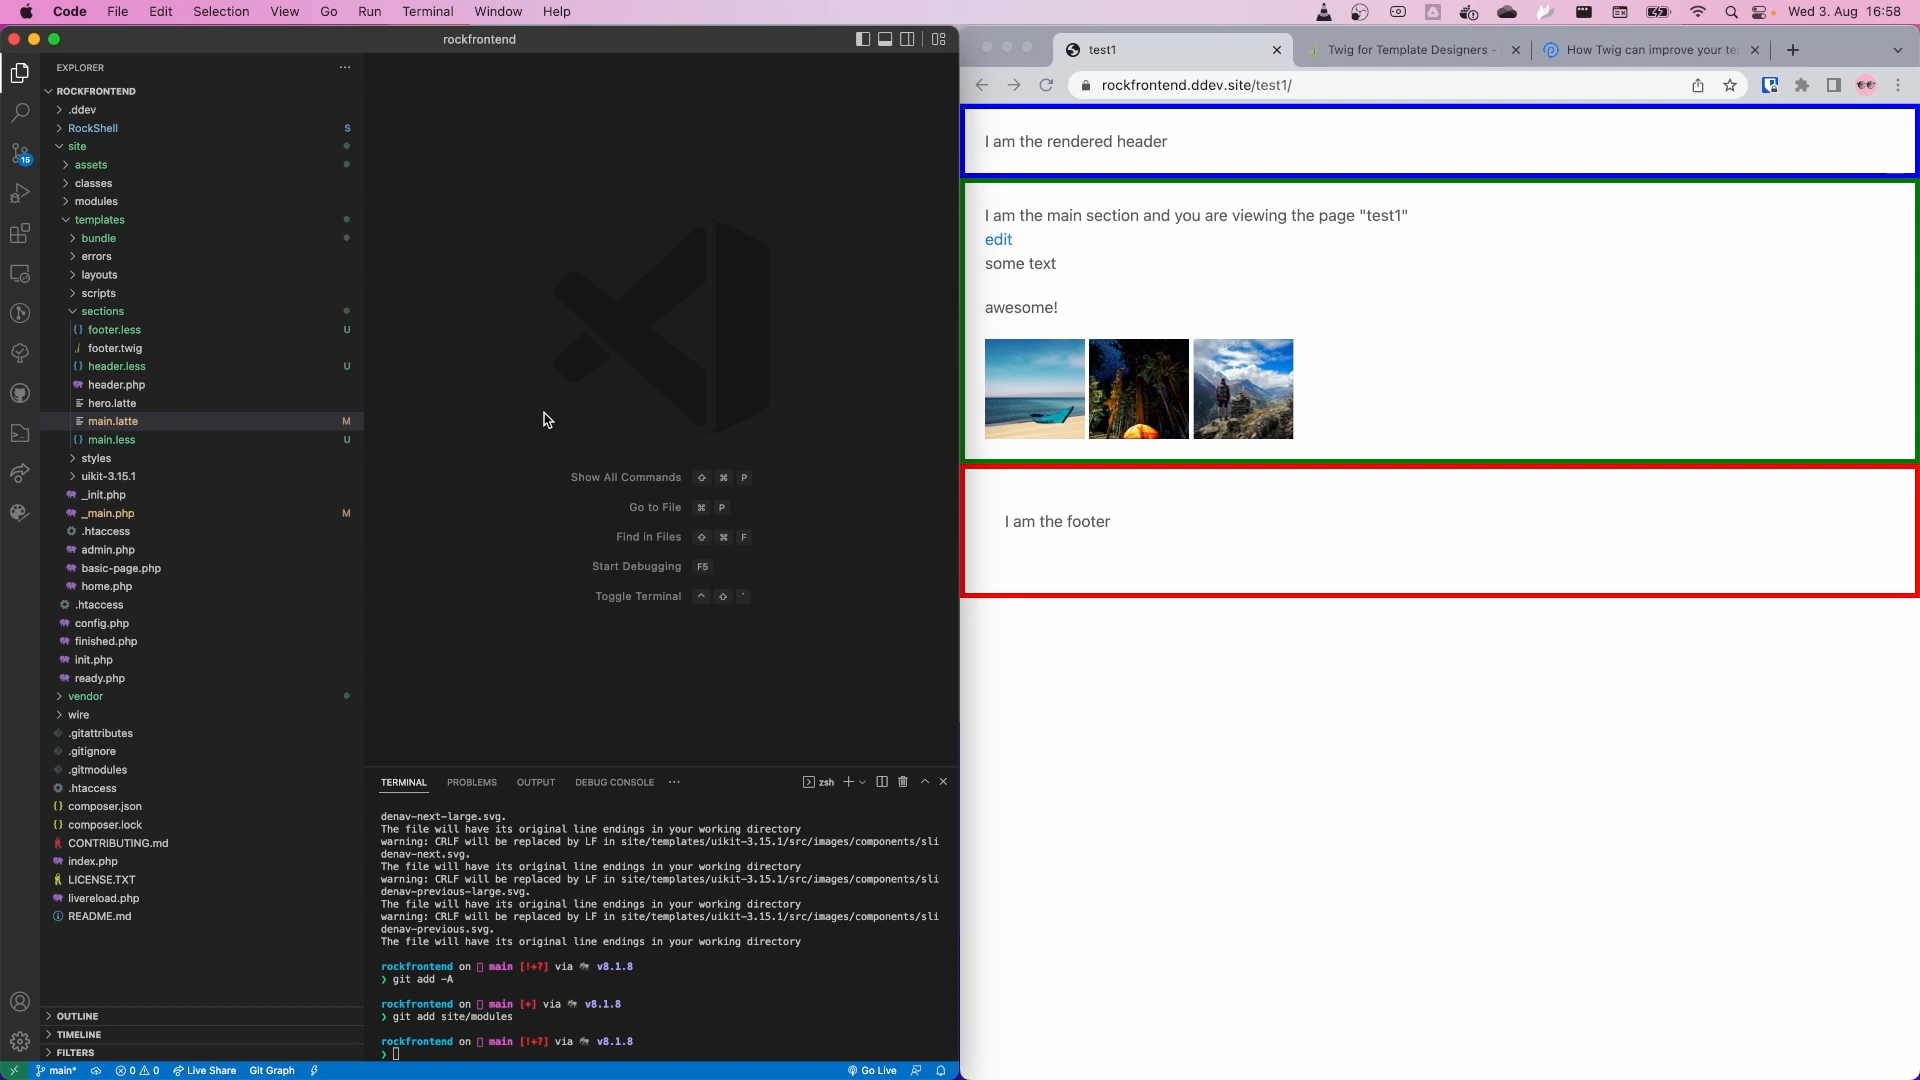 Code File Edit Selection View Go Run Terminal Window Help
Wed 3. Aug 16:58
rockfrontend
EXPLORER
ROCKFRONTEND
.ddev
RockShell S
site
assets
classes
modules
templates
bundle
errors
layouts
scripts
sections
footer.less U
footer.twig
header.less U
header.php
hero.latte
main.latte M
main.less U
styles
uikit-3.15.1
_init.php
_main.php M
.htaccess
admin.php
basic-page.php
home.php
.htaccess
config.php
finished.php
init.php
ready.php
vendor
wire
.gitattributes
.gitignore
.gitmodules
.htaccess
composer.json
composer.lock
CONTRIBUTING.md
index.php
LICENSE.TXT
livereload.php
README.md
OUTLINE
TIMELINE
FILTERS
16
Show All Commands ⇧ ⌘ P
Go to File ⌘ P
Find in Files ⇧ ⌘ F
Start Debugging F5
Toggle Terminal ^ ⇧ `
TERMINAL PROBLEMS OUTPUT DEBUG CONSOLE ···
zsh
denav-next-large.svg.
The file will have its original line endings in your working directory
warning: CRLF will be replaced by LF in site/templates/uikit-3.15.1/src/images/components/sli
denav-next.svg.
The file will have its original line endings in your working directory
warning: CRLF will be replaced by LF in site/templates/uikit-3.15.1/src/images/components/sli
denav-previous-large.svg.
The file will have its original line endings in your working directory
warning: CRLF will be replaced by LF in site/templates/uikit-3.15.1/src/images/components/sli
denav-previous.svg.
The file will have its original line endings in your working directory
rockfrontend on main [!+?] via 🐘 v8.1.8
❯ git add -A
rockfrontend on main [+] via 🐘 v8.1.8
❯ git add site/modules
rockfrontend on main [!+?] via 🐘 v8.1.8
❯
main* 0 0 Live Share Git Graph
Go Live
test1
Twig for Template Designers -
How Twig can improve your te
rockfrontend.ddev.site/test1/
I am the rendered header
I am the main section and you are viewing the page "test1"
edit
some text
awesome!
I am the footer